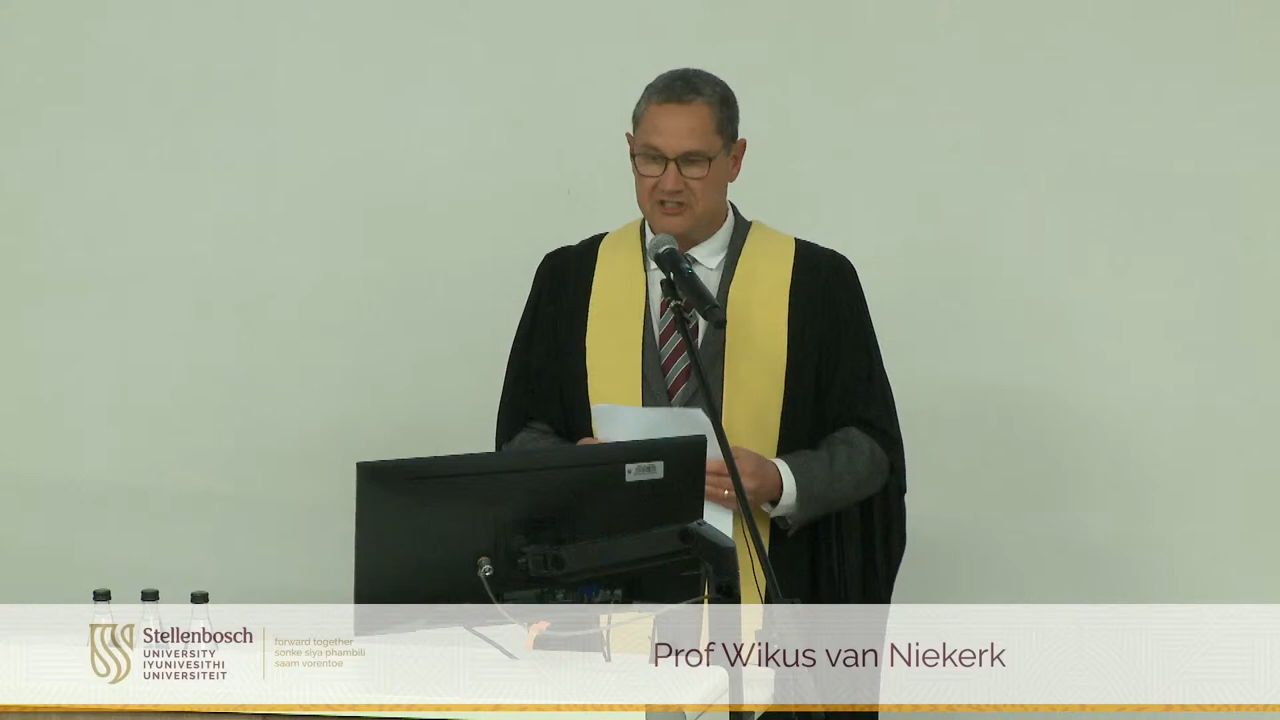 Stellenbosch
UNIVERSITY
IYUNIVESITHI
UNIVERSITEIT
forward together
sonke siya phambili
saam vorentoe
Prof Wikus van Niekerk